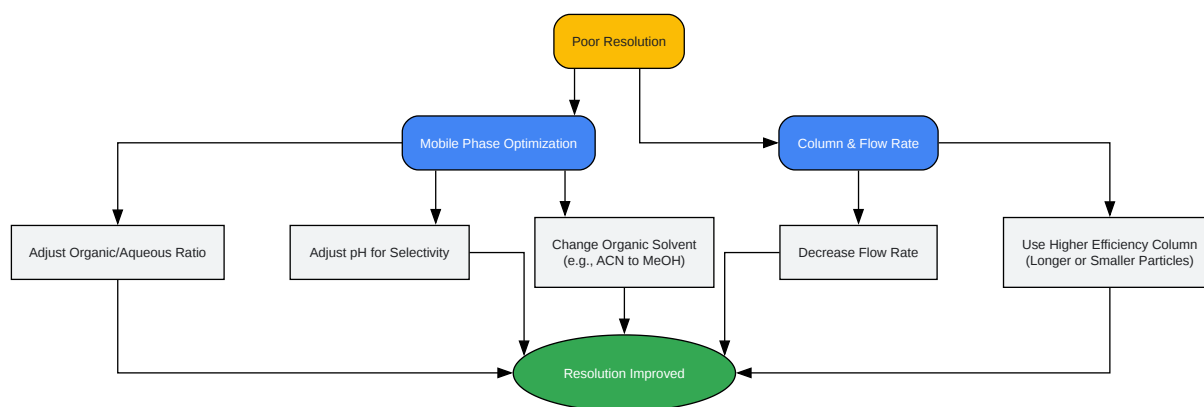 Poor Resolution
Mobile Phase Optimization
Column & Flow Rate
Adjust Organic/Aqueous Ratio
Adjust pH for Selectivity
Change Organic Solvent
(e.g., ACN to MeOH)
Decrease Flow Rate
Use Higher Efficiency Column
(Longer or Smaller Particles)
Resolution Improved